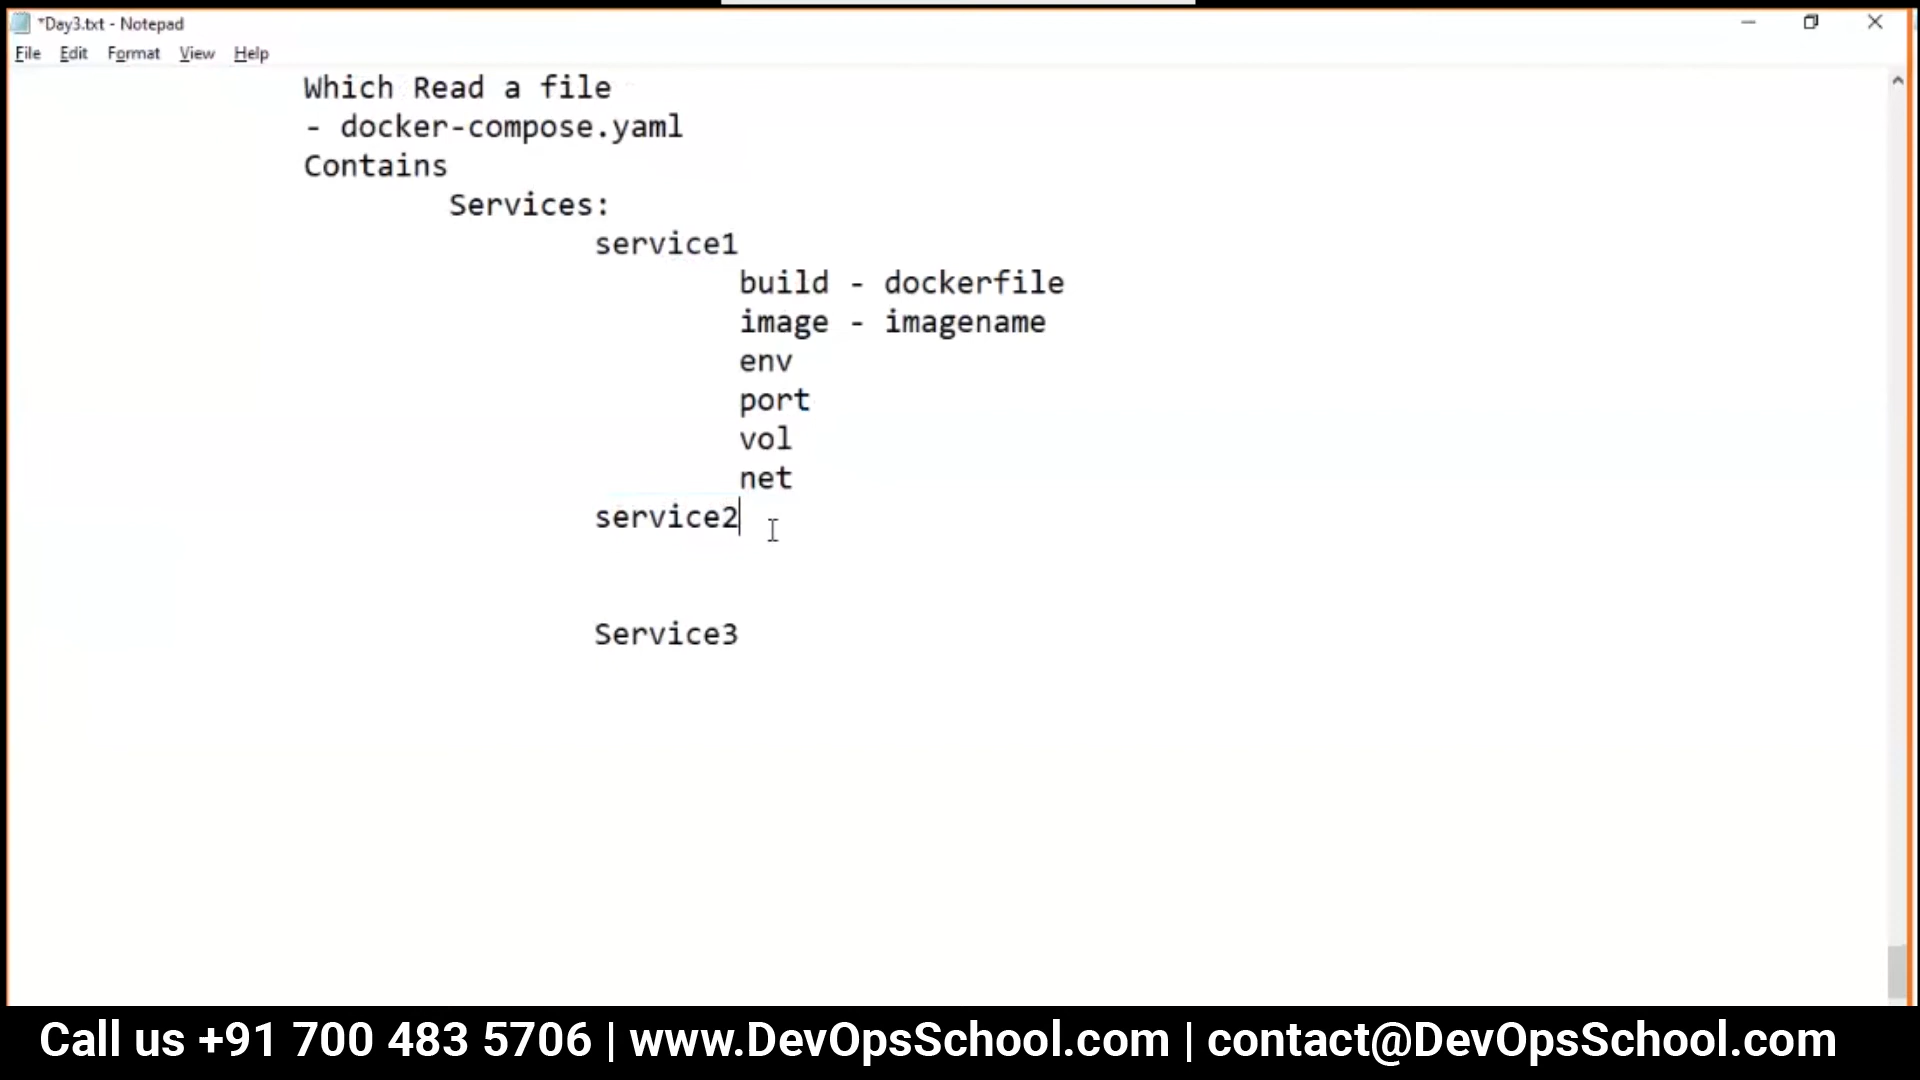 *Day3.txt - Notepad
File Edit Format View Help
Which Read a file
- docker-compose.yaml
Contains
Services:
service1
build - dockerfile
image - imagename
env
port
vol
net
service2
Service3
Call us +91 700 483 5706 | www.DevOpsSchool.com | contact@DevOpsSchool.com